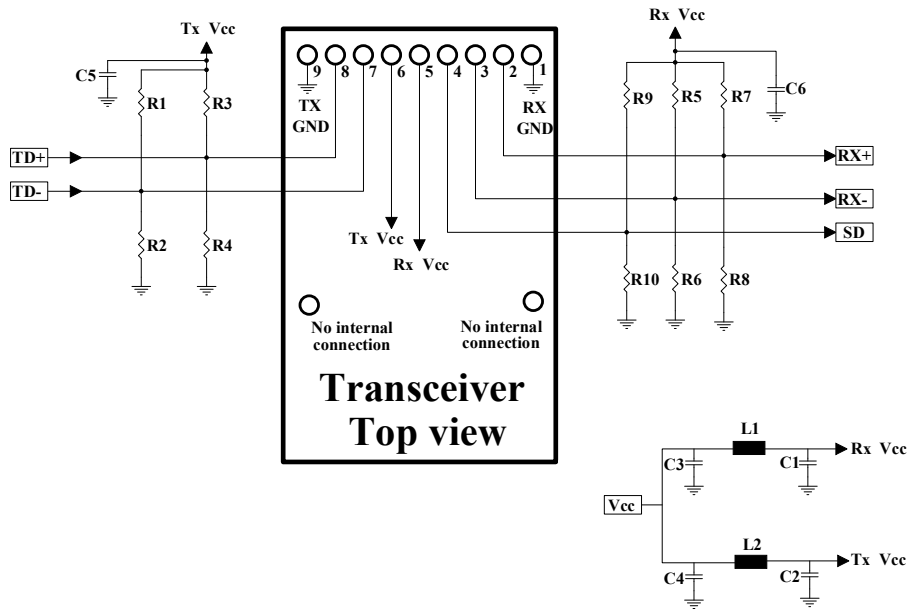 Tx Vcc
C5
R1
R3
TD+
TD-
R2
R4
9
8
7
6
5
4
3
2
1
TX
GND
RX
GND
Tx Vcc
Rx Vcc
No internal
connection
No internal
connection
Transceiver
Top view
Rx Vcc
R9
R5
R7
C6
RX+
RX-
SD
R10
R6
R8
L1
C3
C1
Rx Vcc
Vcc
L2
C4
C2
Tx Vcc